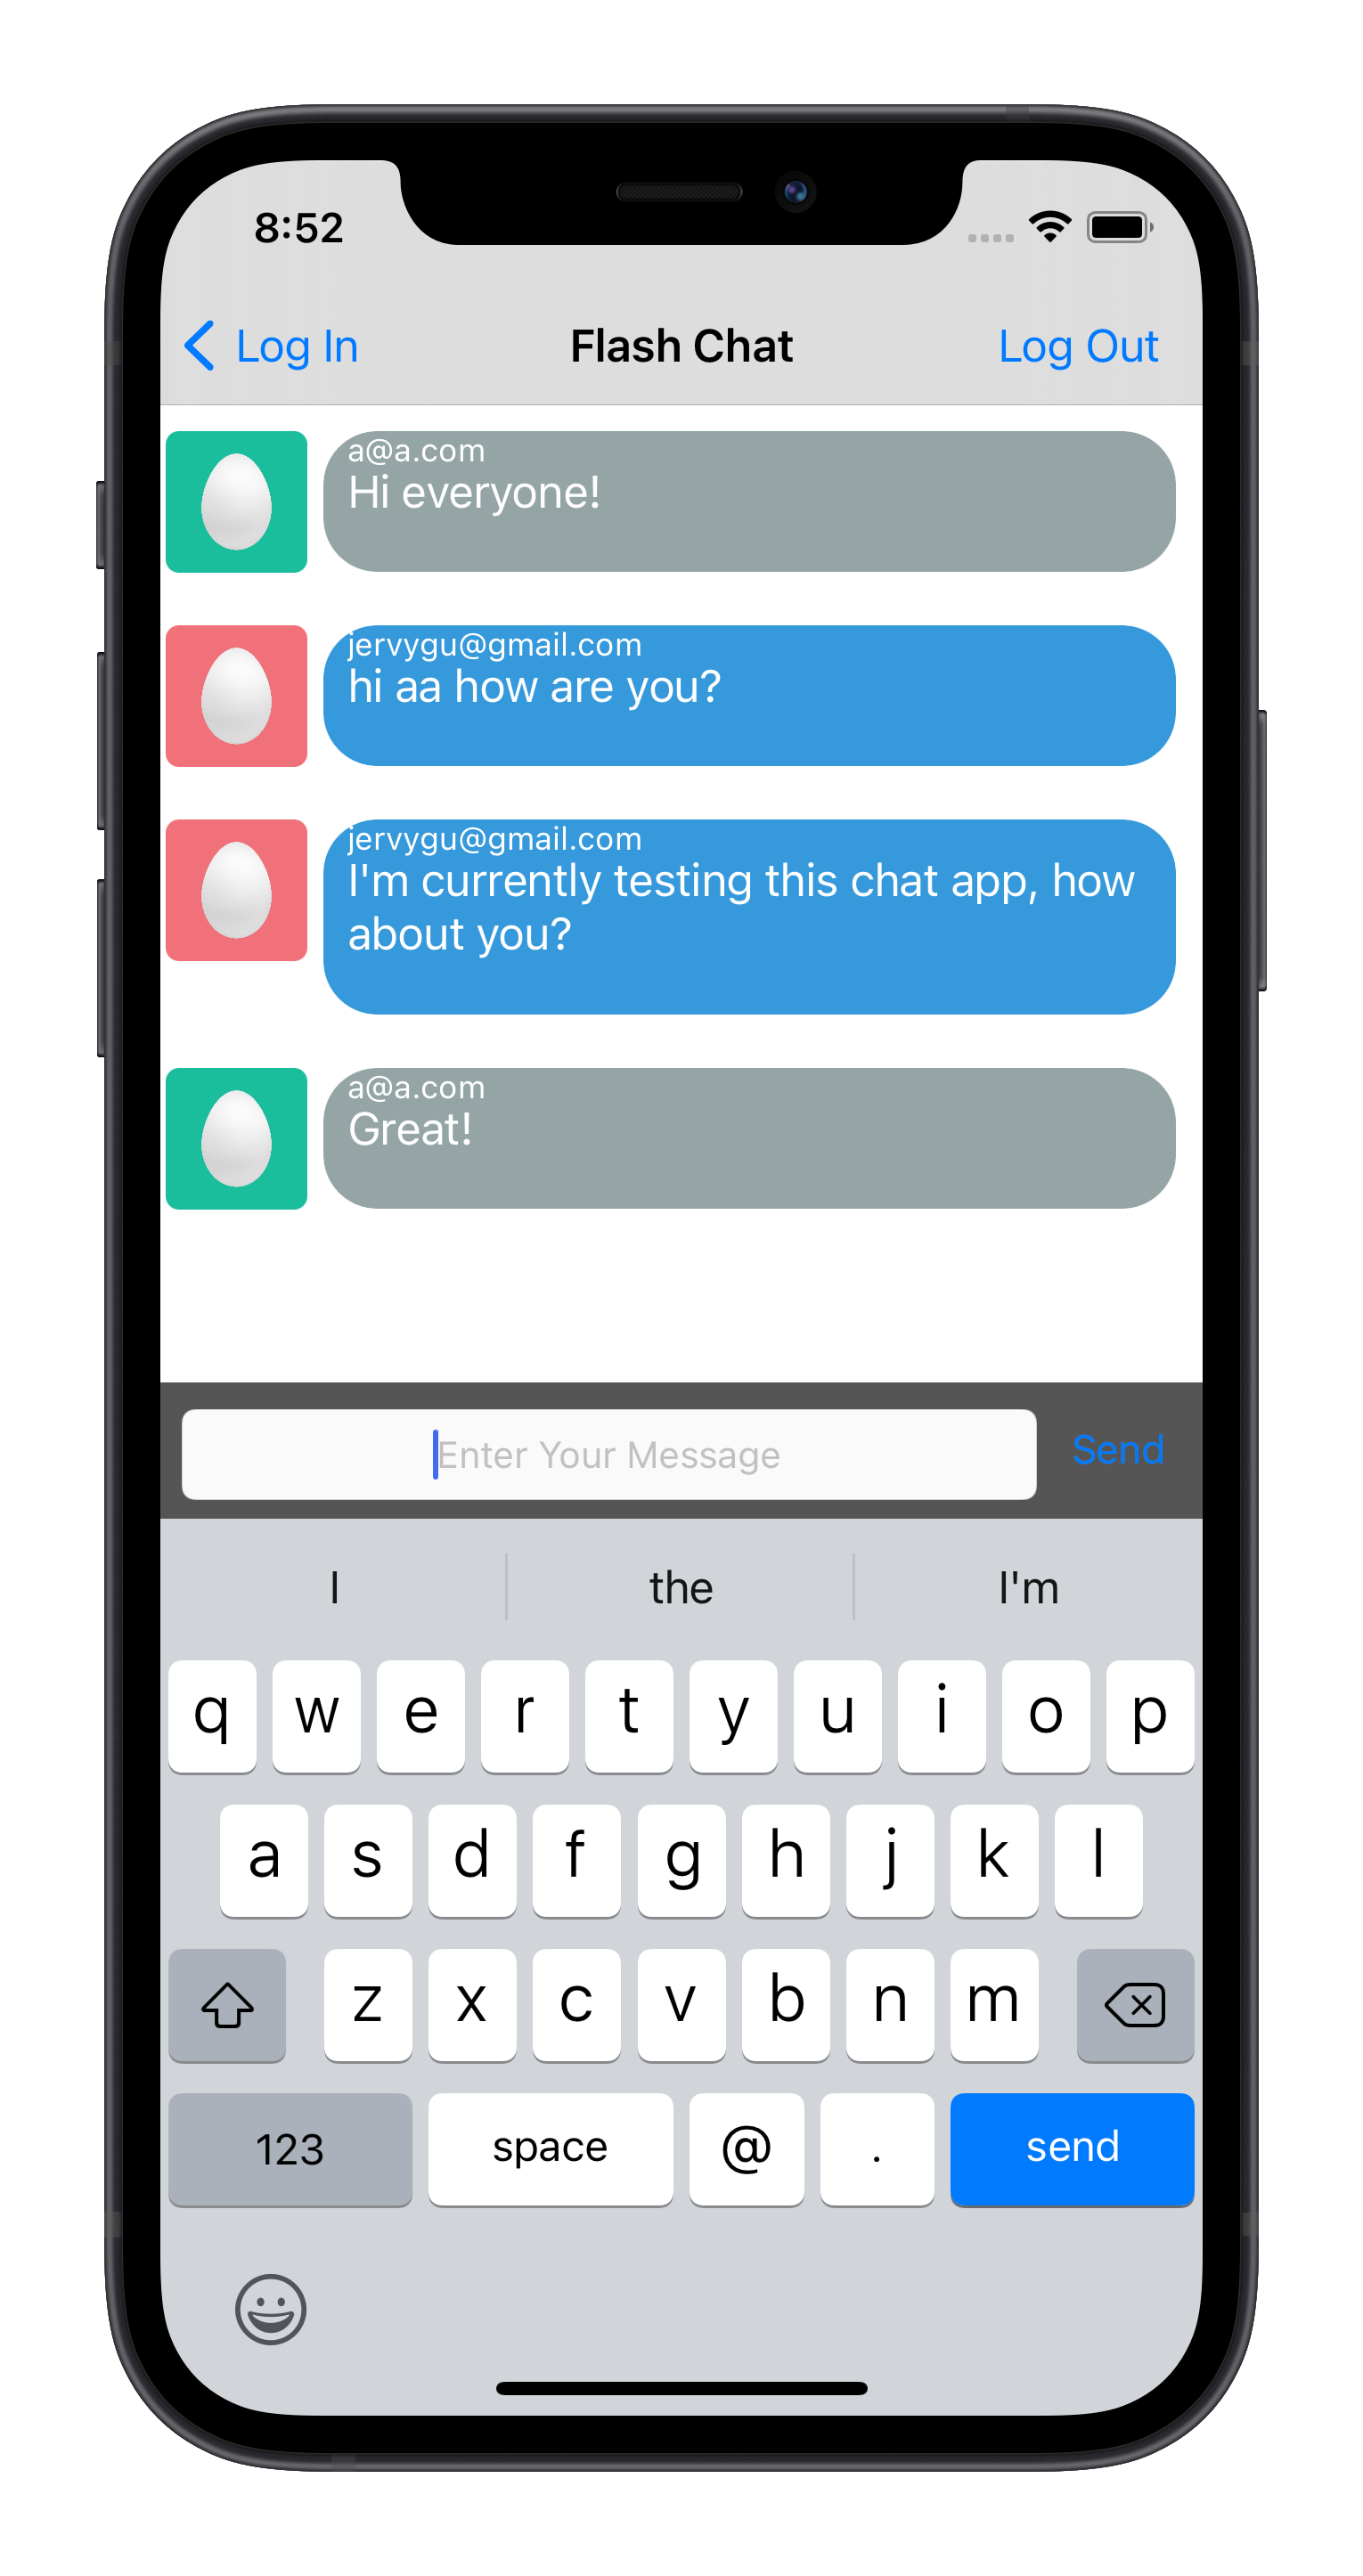 8:52
Log In Flash Chat Log Out
a@a.com
Hi everyone!
jervygu@gmail.com
hi aa how are you?
jervygu@gmail.com
I'm currently testing this chat app, how
about you?
a@a.com
Great!
Enter Your Message Send
I the I'm
q w e r t y u i o p
a s d f g h j k l
z x c v b n m
123 space @ . send